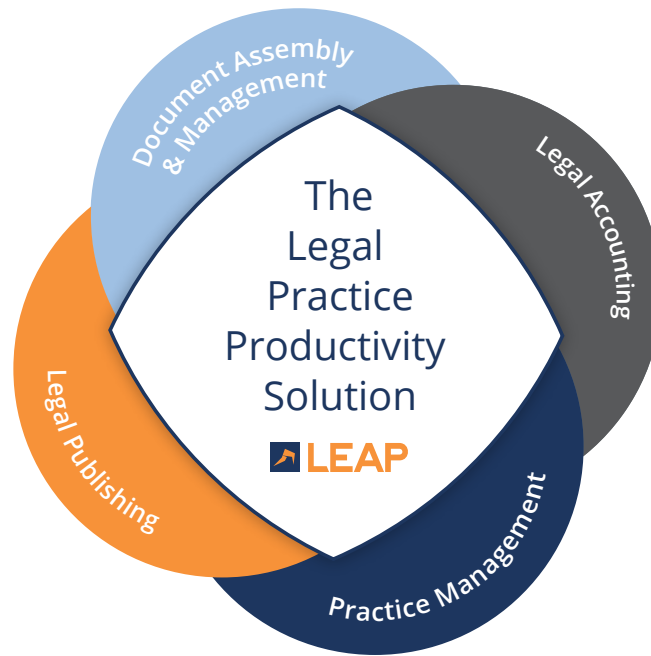 Document Assembly
& Management
Legal Accounting
The
Legal
Practice
Productivity
Solution
LEAP
Legal Publishing
Practice Management